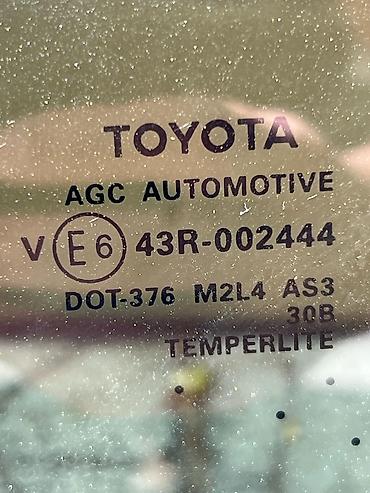 TOYOTA
AGC AUTOMOTIVE
V E6 43R-002444
DOT-376 M2L4 AS3
30B
TEMPERLITE